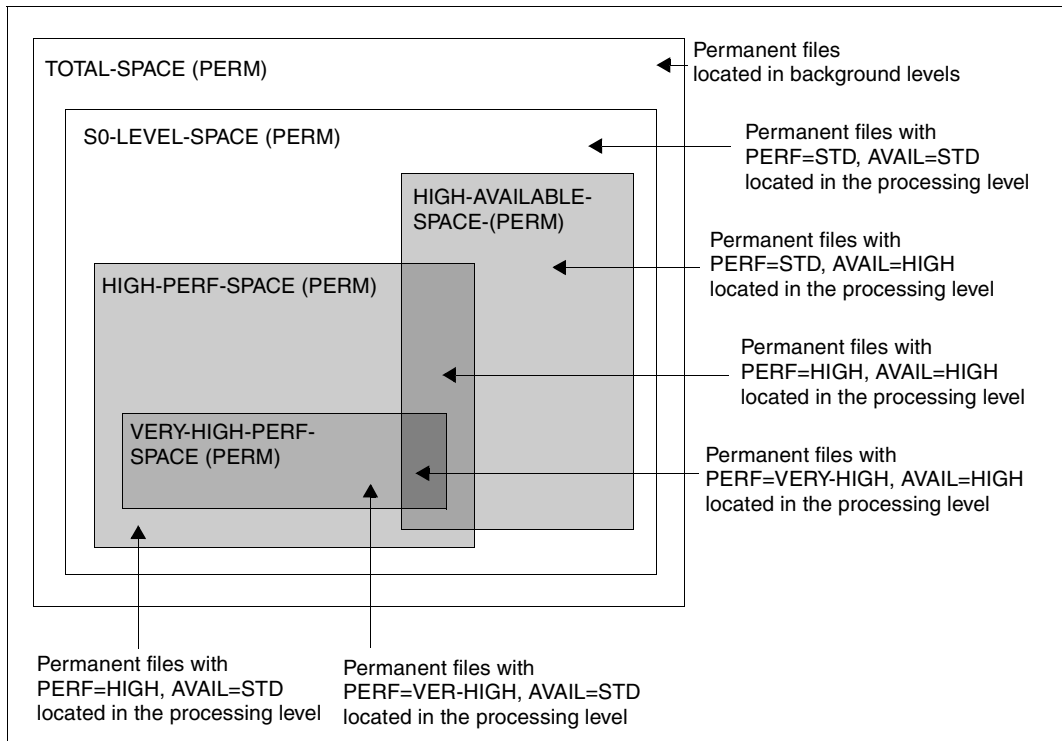 TOTAL-SPACE (PERM)
Permanent files
located in background levels
S0-LEVEL-SPACE (PERM)
Permanent files with
PERF=STD, AVAIL=STD
located in the processing level
HIGH-AVAILABLE-
SPACE-(PERM)
Permanent files with
PERF=STD, AVAIL=HIGH
located in the processing level
HIGH-PERF-SPACE (PERM)
Permanent files with
PERF=HIGH, AVAIL=HIGH
located in the processing level
VERY-HIGH-PERF-
SPACE (PERM)
Permanent files with
PERF=VERY-HIGH, AVAIL=HIGH
located in the processing level
Permanent files with
PERF=HIGH, AVAIL=STD
located in the processing level
Permanent files with
PERF=VER-HIGH, AVAIL=STD
located in the processing level